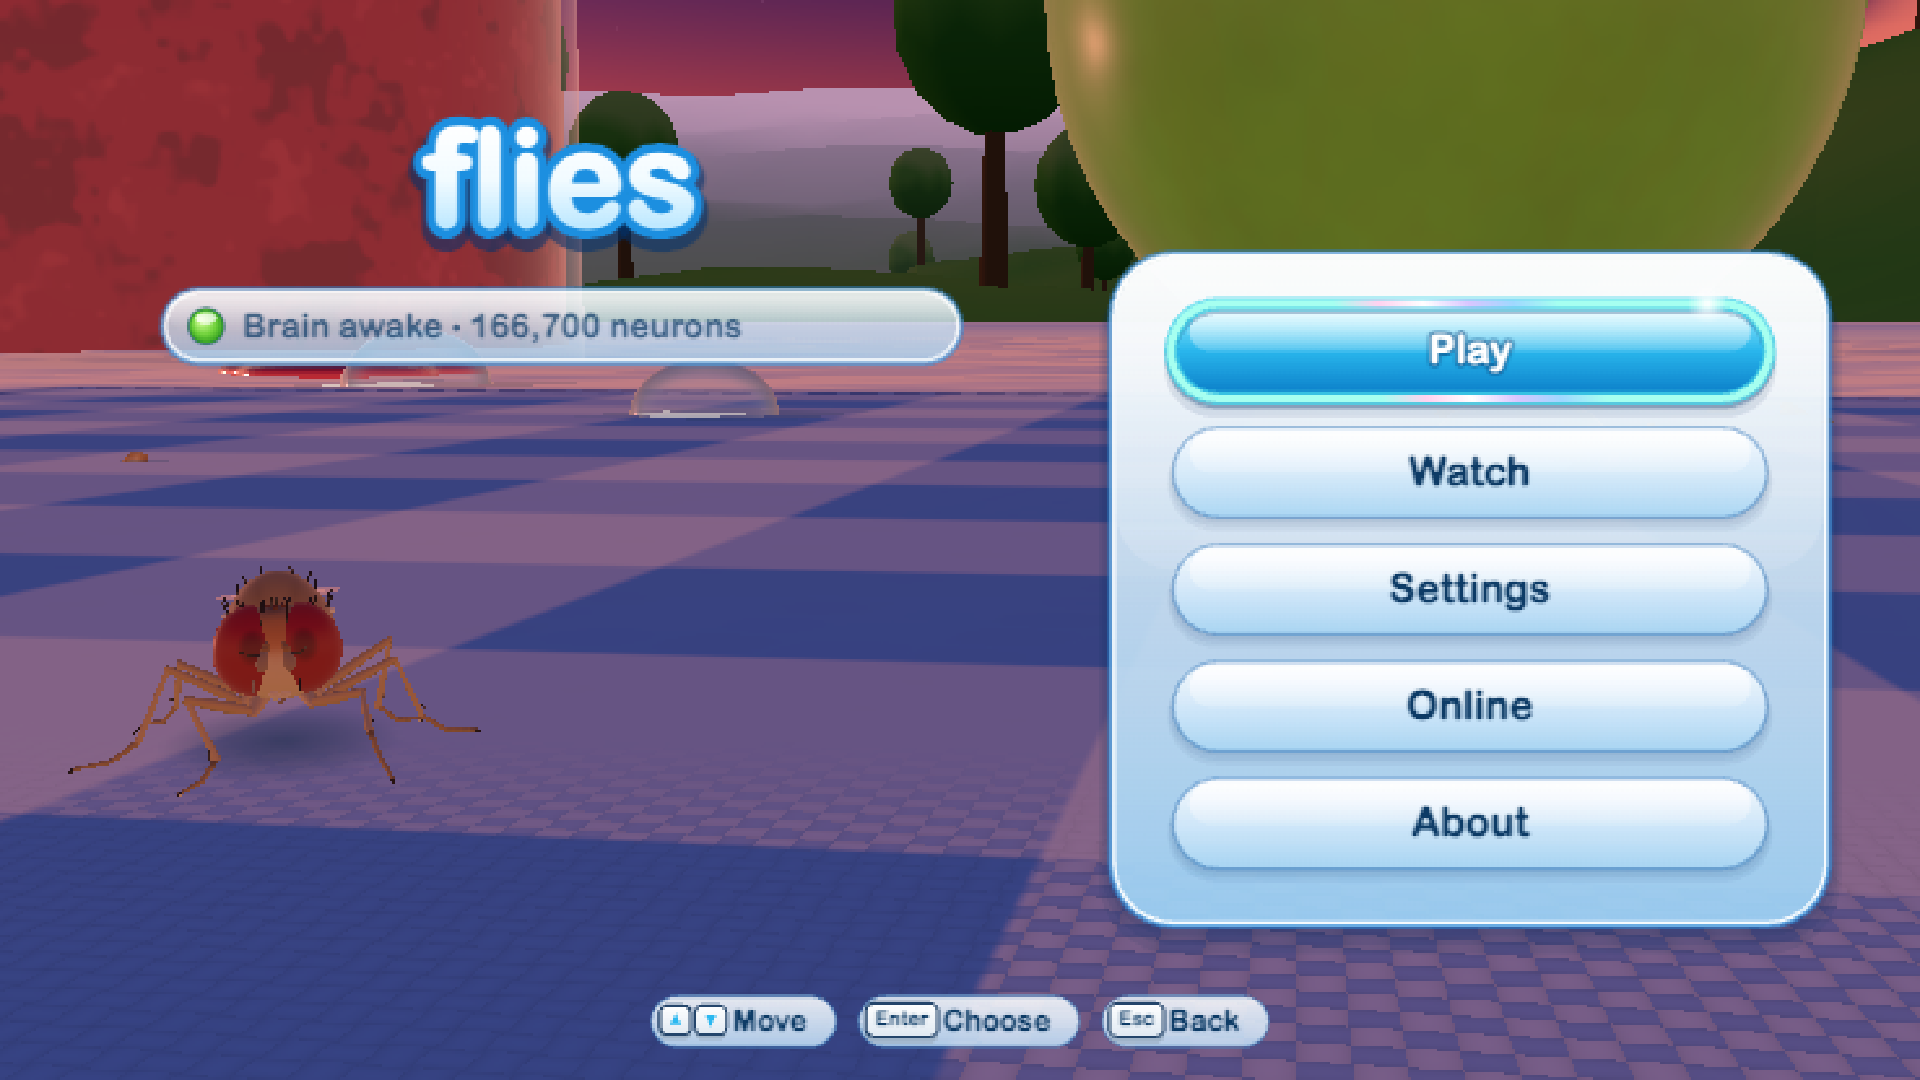 flies
Brain awake • 166,700 neurons
Play
Watch
Settings
Online
About
Move
Enter Choose
Esc Back